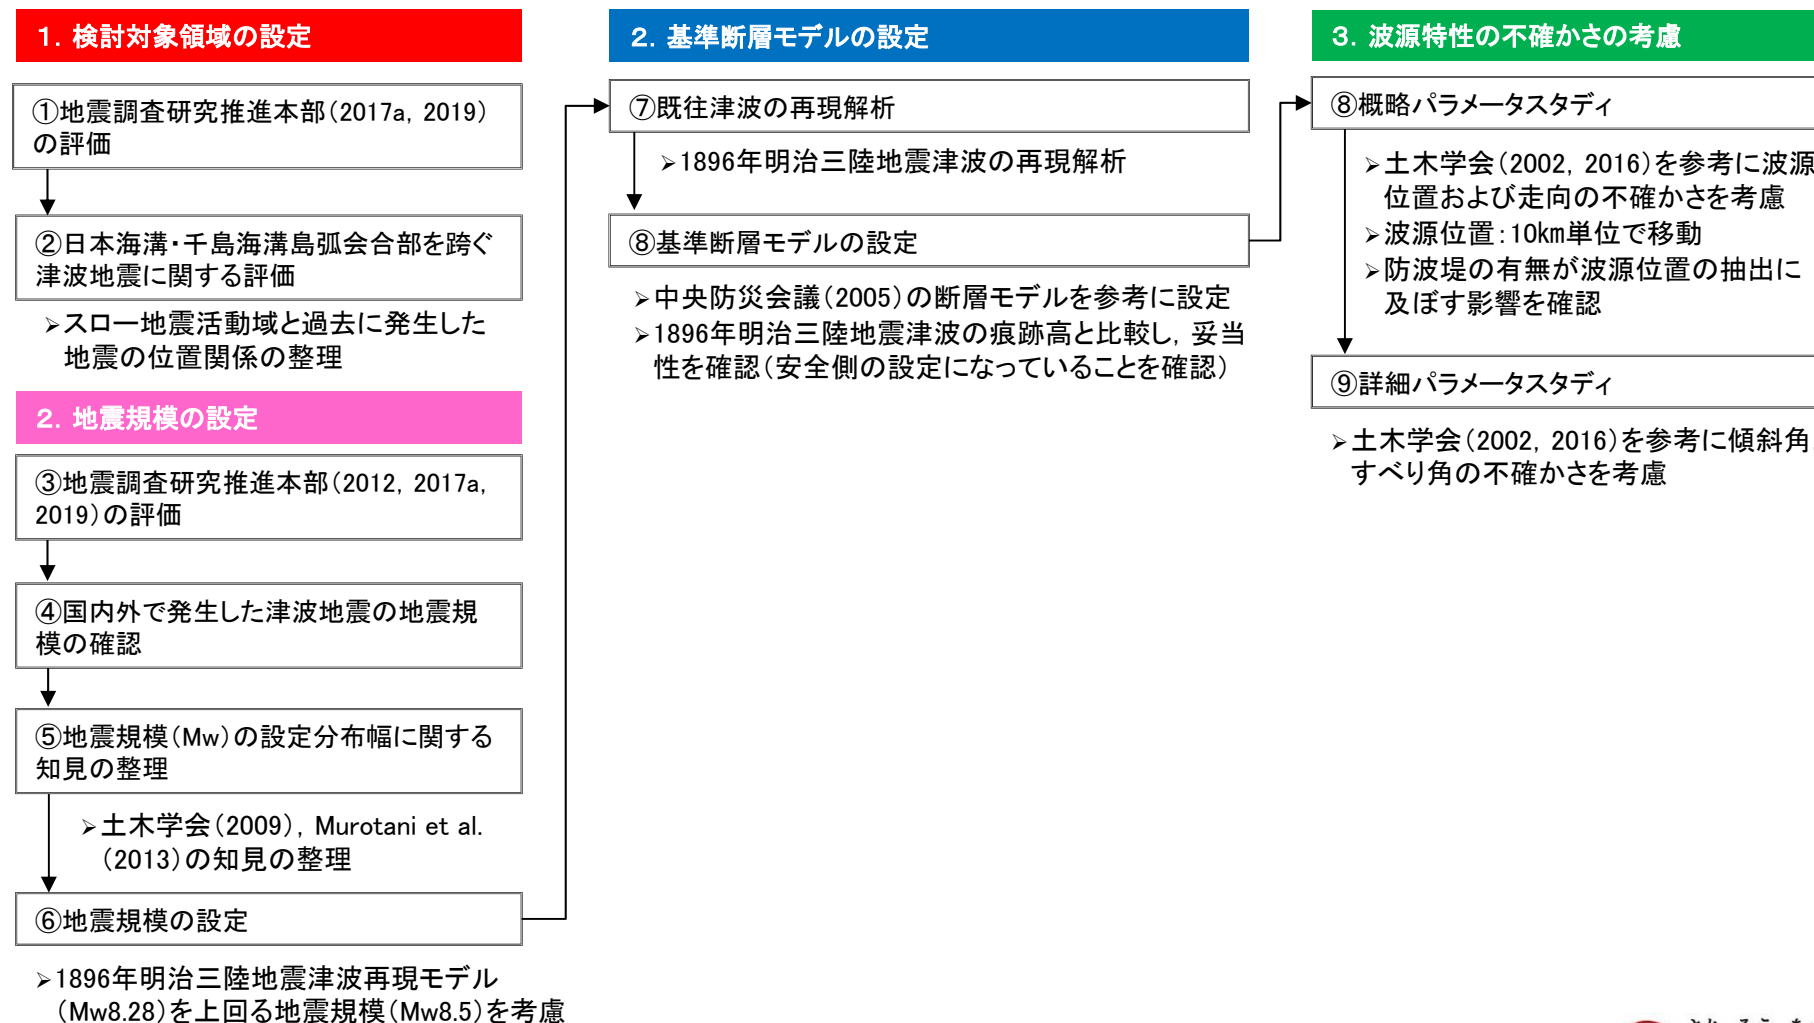 1. 検討対象領域の設定
①地震調査研究推進本部(2017a, 2019)
の評価
②日本海溝・千島海溝島弧会合部を跨ぐ
津波地震に関する評価
➢スロー地震活動域と過去に発生した
地震の位置関係の整理
2. 地震規模の設定
③地震調査研究推進本部(2012, 2017a,
2019)の評価
④国内外で発生した津波地震の地震規
模の確認
⑤地震規模(Mw)の設定分布幅に関する
知見の整理
➢土木学会(2009), Murotani et al.
(2013)の知見の整理
⑥地震規模の設定
➢1896年明治三陸地震津波再現モデル
(Mw8.28)を上回る地震規模(Mw8.5)を考慮
2. 基準断層モデルの設定
⑦既往津波の再現解析
➢1896年明治三陸地震津波の再現解析
⑧基準断層モデルの設定
➢中央防災会議(2005)の断層モデルを参考に設定
➢1896年明治三陸地震津波の痕跡高と比較し, 妥当
性を確認(安全側の設定になっていることを確認)
3. 波源特性の不確かさの考慮
⑧概略パラメータスタディ
➢土木学会(2002, 2016)を参考に波源
位置および走向の不確かさを考慮
➢波源位置:10km単位で移動
➢防波堤の有無が波源位置の抽出に
及ぼす影響を確認
⑨詳細パラメータスタディ
➢土木学会(2002, 2016)を参考に傾斜角
すべり角の不確かさを考慮